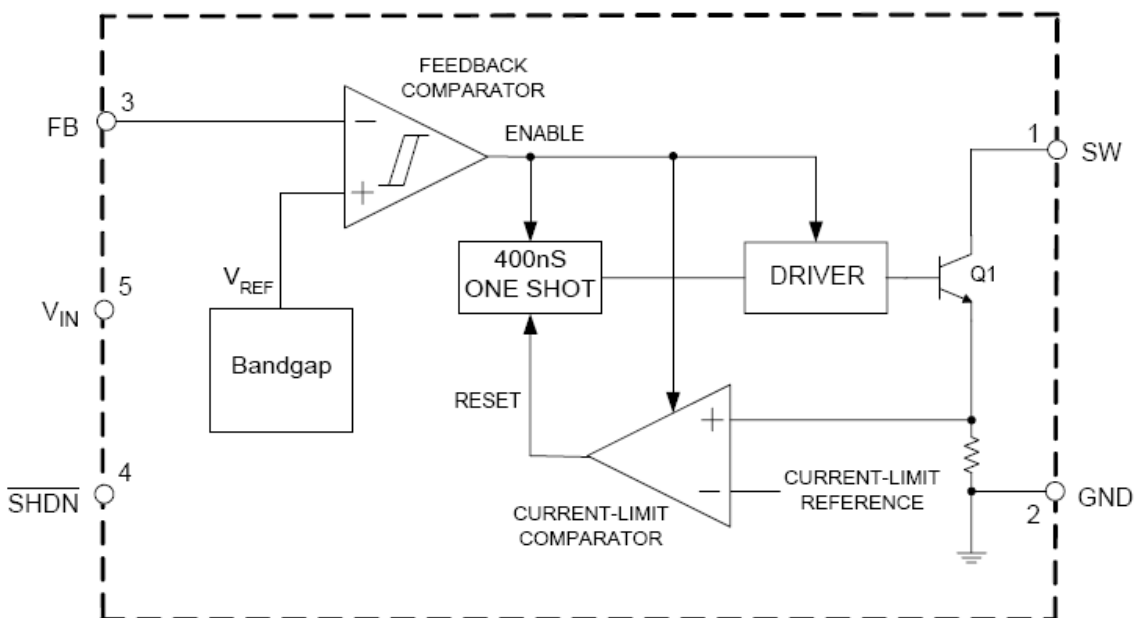 FEEDBACK
COMPARATOR
3
FB
−
ENABLE
1
SW
+
400nS
ONE SHOT
DRIVER
Q1
VREF
5
VIN
Bandgap
RESET
+
4
SHDN
−
CURRENT-LIMIT
REFERENCE
CURRENT-LIMIT
COMPARATOR
2
GND